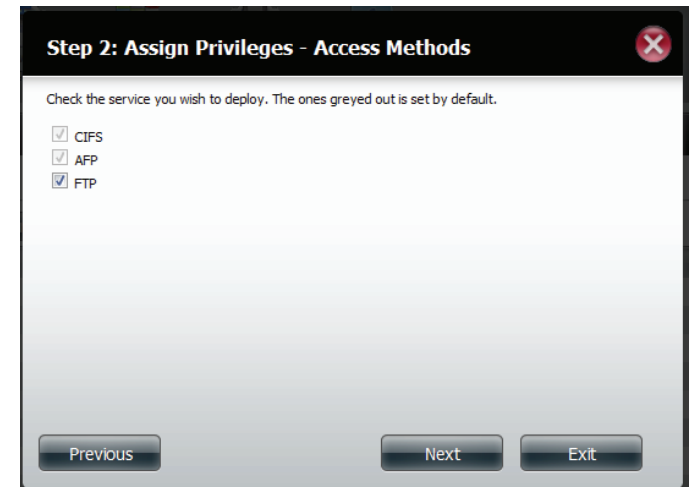 Step 2: Assign Privileges - Access Methods
Check the service you wish to deploy. The ones greyed out is set by default.
CIFS
AFP
FTP
Previous Next Exit